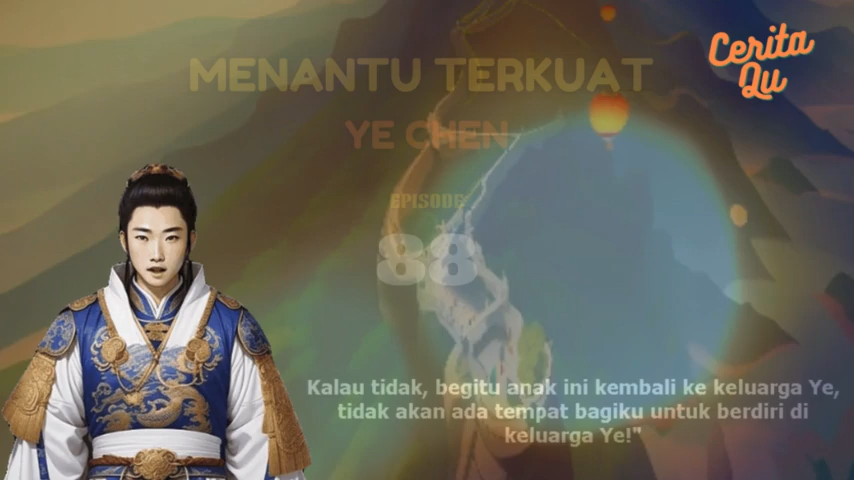 Cerita
Qu
MENANTU TERKUAT
YE CHEN
EPISODE
88
Kalau tidak, begitu anak ini kembali ke keluarga Ye,
tidak akan ada tempat bagiku untuk berdiri di
keluarga Ye!"